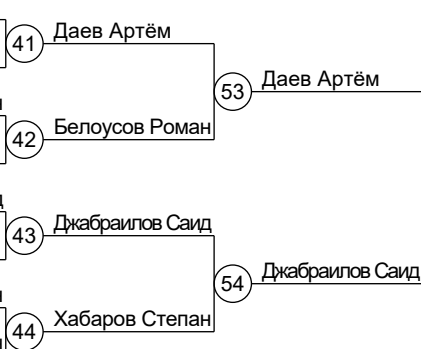 41
Даев Артём
53
Даев Артём
42
Белоусов Роман
43
Джабраилов Саид
54
Джабраилов Саид
44
Хабаров Степан